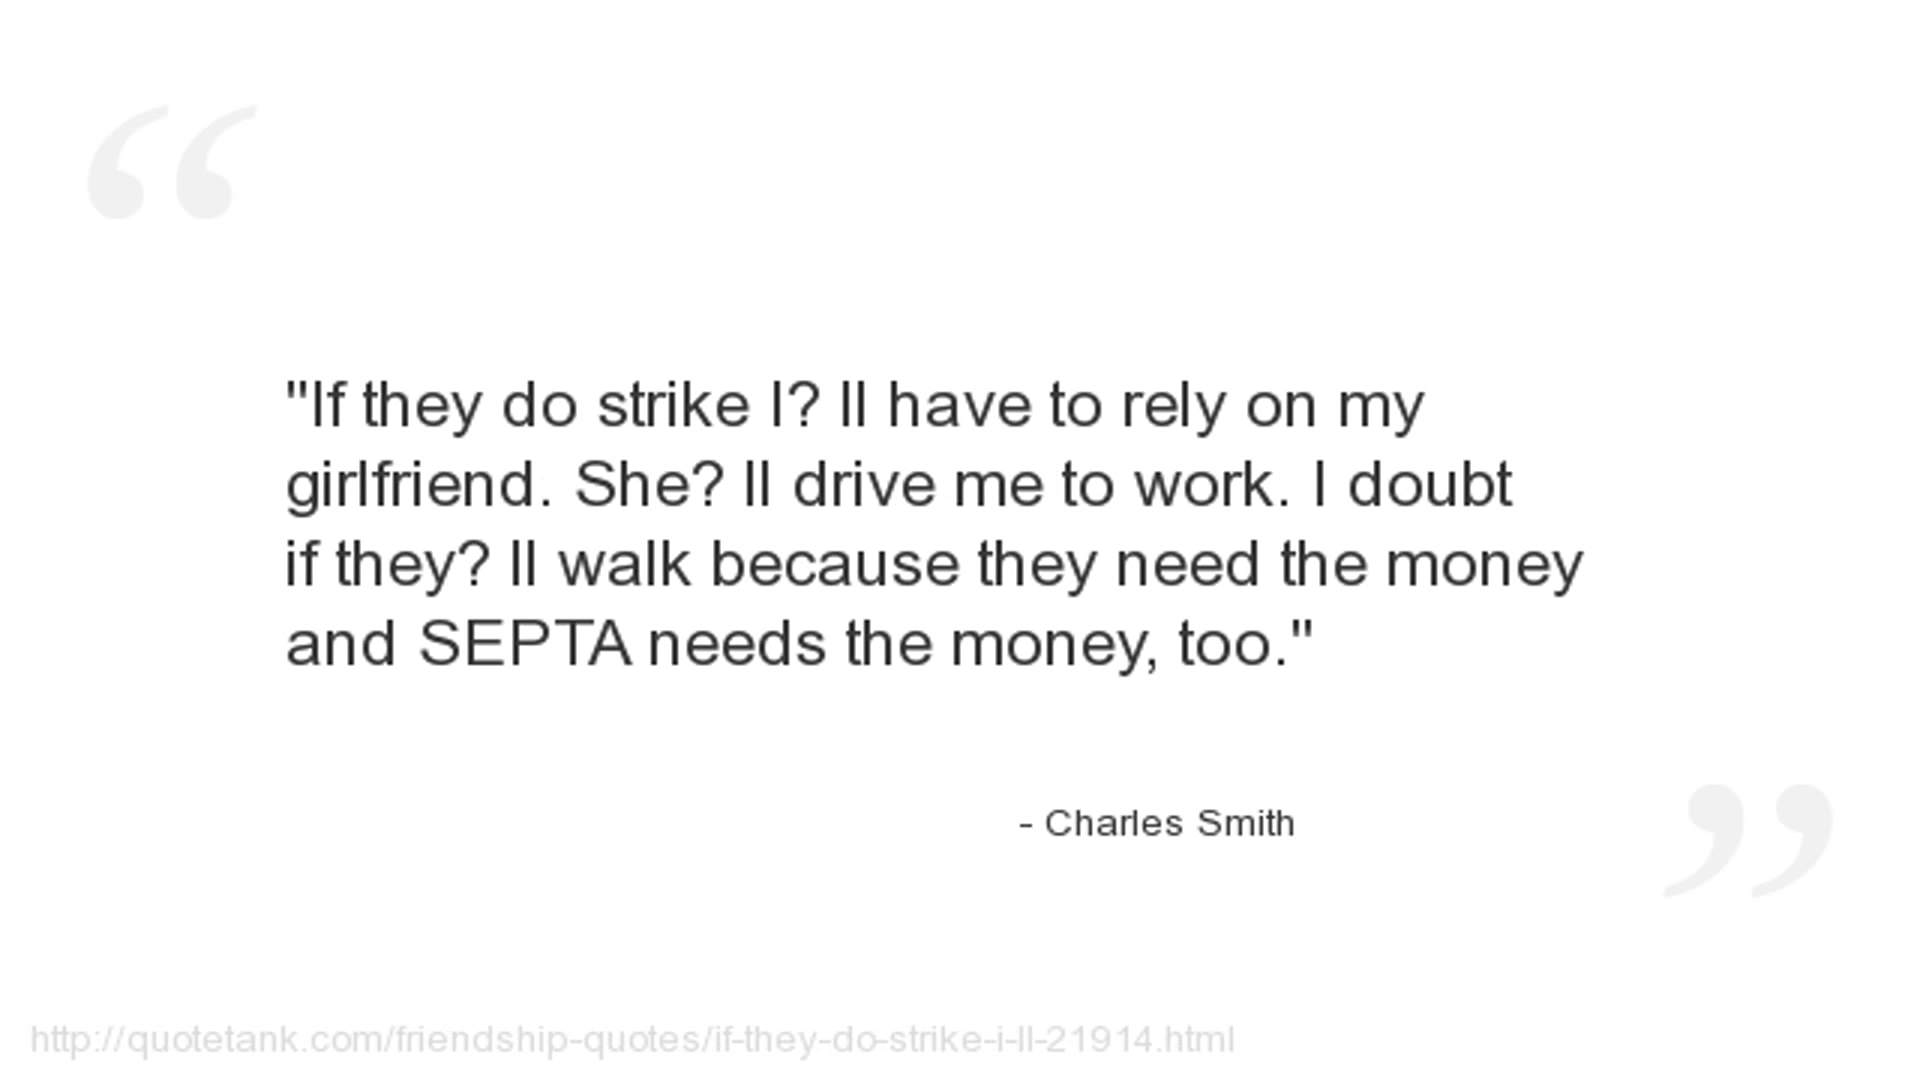 "If they do strike I? ll have to rely on my
girlfriend. She? ll drive me to work. I doubt
if they? ll walk because they need the money
and SEPTA needs the money, too."
- Charles Smith
http://quotetank.com/friendship-quotes/if-they-do-strike-i-ll-21914.html